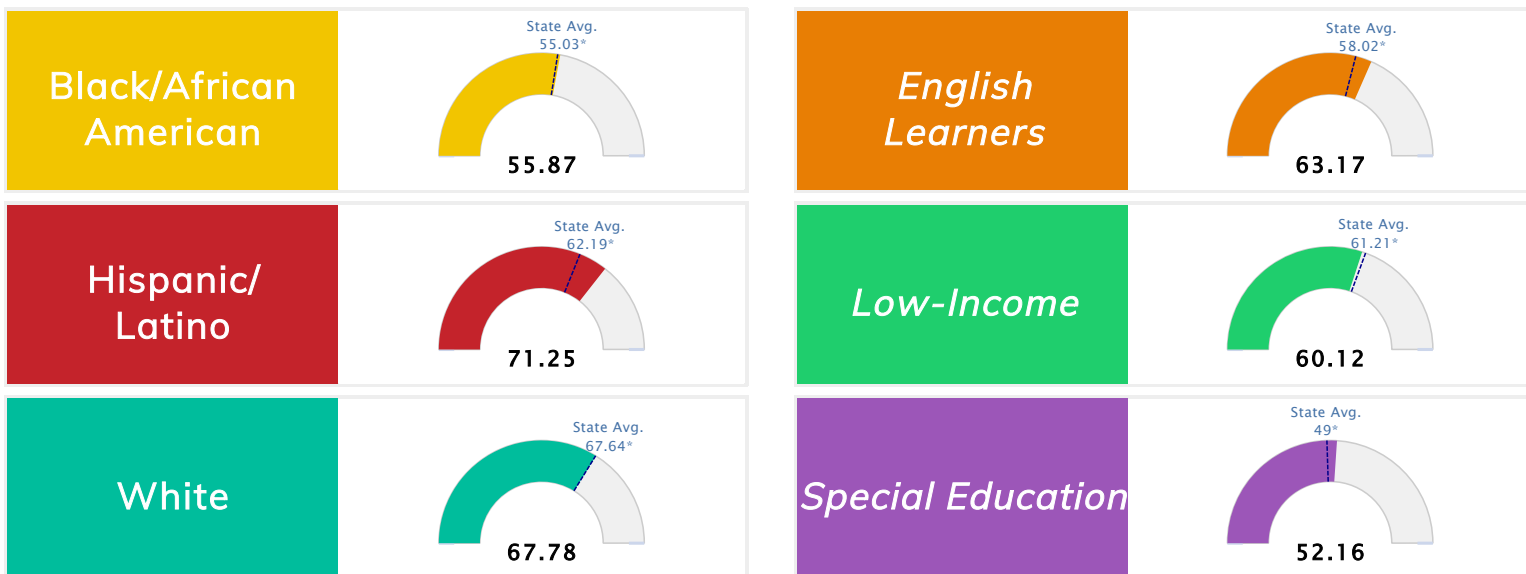 Black/African
American
State Avg.
55.03*
55.87
English
Learners
State Avg.
58.02*
63.17
Hispanic/
Latino
State Avg.
62.19*
71.25
Low-Income
State Avg.
61.21*
60.12
White
State Avg.
67.64*
67.78
Special Education
State Avg.
49*
52.16